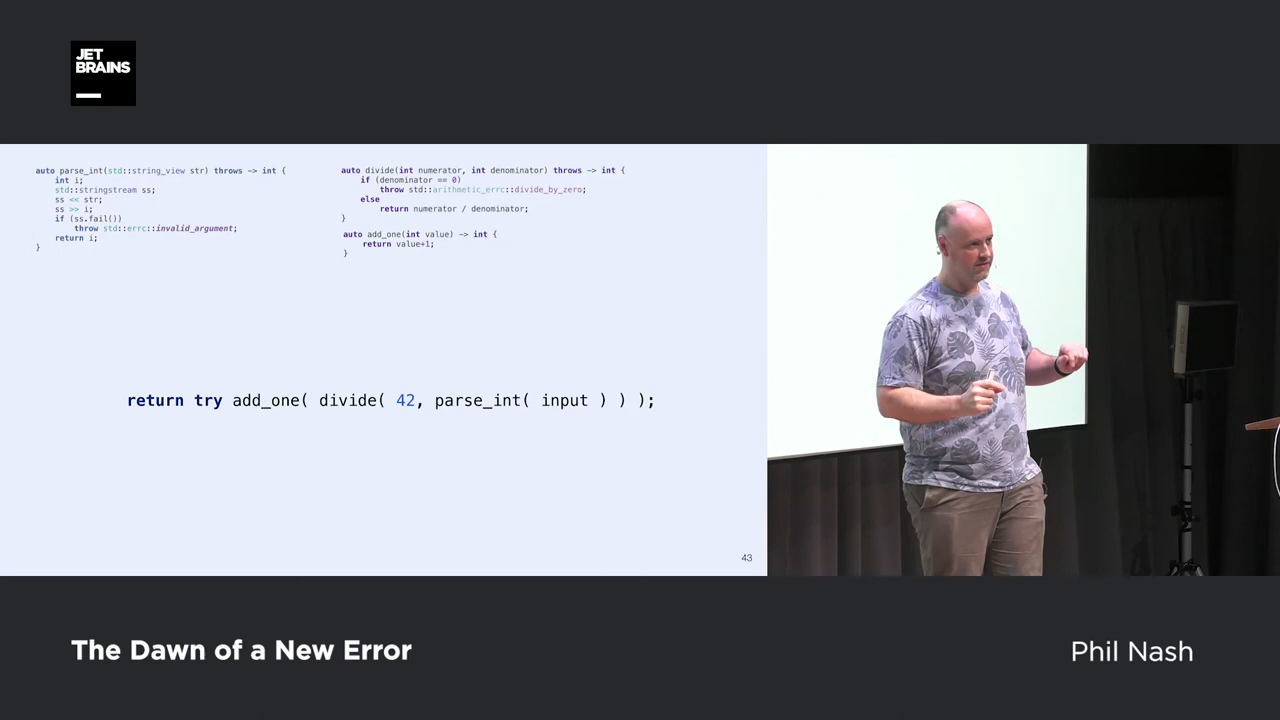 JET
BRAINS
auto parse_int(std::string_view str) throws -> int {
int i;
std::stringstream ss;
ss << str;
ss >> i;
if (ss.fail())
throw std::errc::invalid_argument;
return i;
}
auto divide(int numerator, int denominator) throws -> int {
if (denominator == 0)
throw std::arithmetic_errc::divide_by_zero;
else
return numerator / denominator;
}
auto add_one(int value) -> int {
return value+1;
}
return try add_one( divide( 42, parse_int( input ) ) );
43
The Dawn of a New Error
Phil Nash